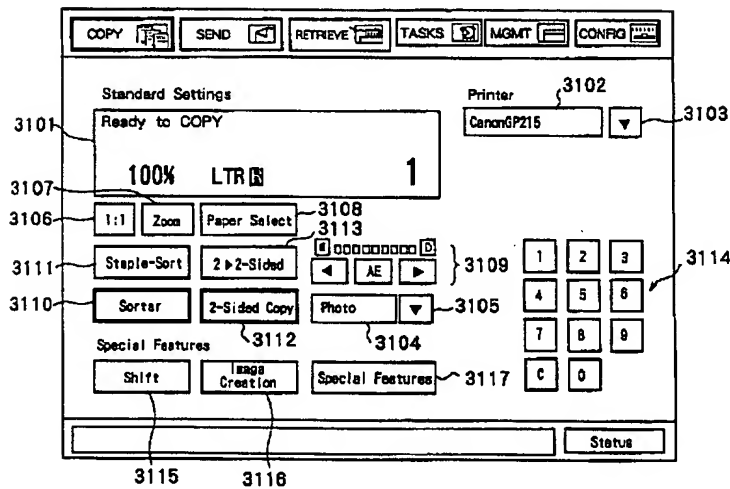 COPY SEND RETRIEVE TASKS MGMT CONFIG
Standard Settings
Printer
3102
3101
Ready to COPY
CanonGP215
▼
3103
3107
100% LTR R 1
3106
1:1
Zoom
Paper Select
3108
3113
3111
Staple-Sort
2▶2-Sided
D
◀ AE ▶
3109
1 2 3
3114
3110
Sorter
2-Sided Copy
Photo
▼
3105
4 5 6
3112
3104
7 8 9
Special Features
Shift
Image Creation
Special Features
3117
C 0
Status
3115
3116